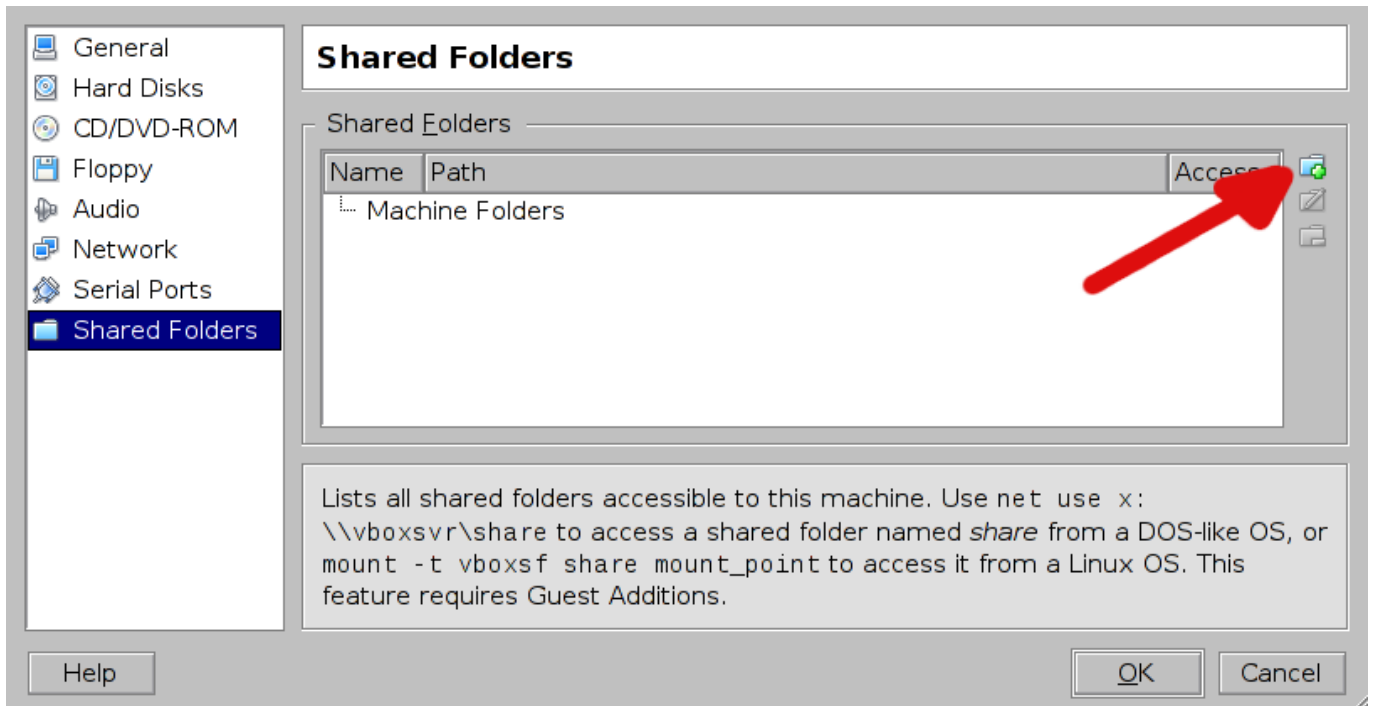 General
Hard Disks
CD/DVD-ROM
Floppy
Audio
Network
Serial Ports
Shared Folders
Shared Folders
Shared Folders
Name Path Access
Machine Folders
Lists all shared folders accessible to this machine. Use net use x:
\\vboxsvr\share to access a shared folder named share from a DOS-like OS, or
mount -t vboxsf share mount_point to access it from a Linux OS. This
feature requires Guest Additions.
Help OK Cancel